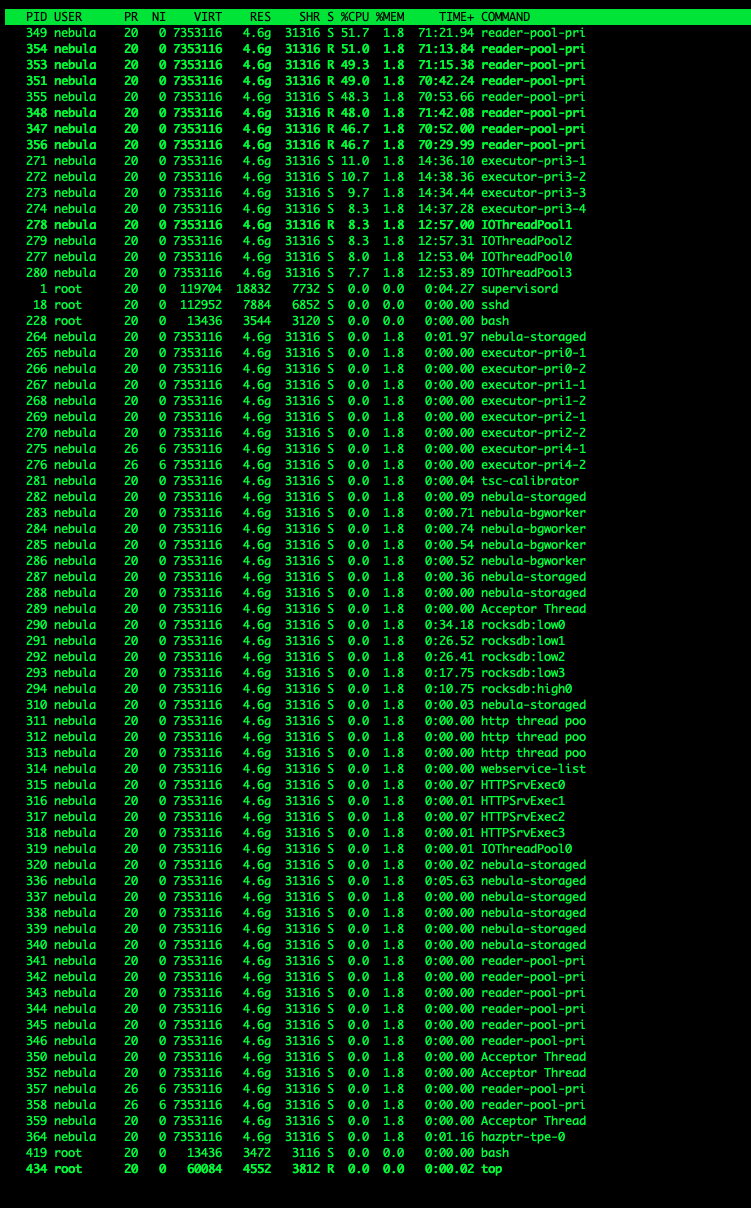 PID USER PR NI VIRT RES SHR S %CPU %MEM TIME+ COMMAND
349 nebula 20 0 7353116 4.6g 31316 S 51.7 1.8 71:21.94 reader-pool-pri
354 nebula 20 0 7353116 4.6g 31316 R 51.0 1.8 71:13.84 reader-pool-pri
353 nebula 20 0 7353116 4.6g 31316 R 49.3 1.8 71:15.38 reader-pool-pri
351 nebula 20 0 7353116 4.6g 31316 R 49.0 1.8 70:42.24 reader-pool-pri
355 nebula 20 0 7353116 4.6g 31316 S 48.3 1.8 70:53.66 reader-pool-pri
348 nebula 20 0 7353116 4.6g 31316 R 48.0 1.8 71:42.08 reader-pool-pri
347 nebula 20 0 7353116 4.6g 31316 R 46.7 1.8 70:52.00 reader-pool-pri
356 nebula 20 0 7353116 4.6g 31316 R 46.7 1.8 70:29.99 reader-pool-pri
271 nebula 20 0 7353116 4.6g 31316 S 11.0 1.8 14:36.10 executor-pri3-1
272 nebula 20 0 7353116 4.6g 31316 S 10.7 1.8 14:38.36 executor-pri3-2
273 nebula 20 0 7353116 4.6g 31316 S 9.7 1.8 14:34.44 executor-pri3-3
274 nebula 20 0 7353116 4.6g 31316 S 8.3 1.8 14:37.28 executor-pri3-4
278 nebula 20 0 7353116 4.6g 31316 R 8.3 1.8 12:57.00 IOThreadPool1
279 nebula 20 0 7353116 4.6g 31316 S 8.3 1.8 12:57.31 IOThreadPool2
277 nebula 20 0 7353116 4.6g 31316 S 8.0 1.8 12:53.04 IOThreadPool0
280 nebula 20 0 7353116 4.6g 31316 S 7.7 1.8 12:53.89 IOThreadPool3
1 root 20 0 119704 18832 7732 S 0.0 0.0 0:04.27 supervisord
18 root 20 0 112952 7884 6852 S 0.0 0.0 0:00.00 sshd
228 root 20 0 13436 3544 3120 S 0.0 0.0 0:00.00 bash
264 nebula 20 0 7353116 4.6g 31316 S 0.0 1.8 0:01.97 nebula-storaged
265 nebula 20 0 7353116 4.6g 31316 S 0.0 1.8 0:00.00 executor-pri0-1
266 nebula 20 0 7353116 4.6g 31316 S 0.0 1.8 0:00.00 executor-pri0-2
267 nebula 20 0 7353116 4.6g 31316 S 0.0 1.8 0:00.00 executor-pri1-1
268 nebula 20 0 7353116 4.6g 31316 S 0.0 1.8 0:00.00 executor-pri1-2
269 nebula 20 0 7353116 4.6g 31316 S 0.0 1.8 0:00.00 executor-pri2-1
270 nebula 20 0 7353116 4.6g 31316 S 0.0 1.8 0:00.00 executor-pri2-2
275 nebula 26 6 7353116 4.6g 31316 S 0.0 1.8 0:00.00 executor-pri4-1
276 nebula 26 6 7353116 4.6g 31316 S 0.0 1.8 0:00.00 executor-pri4-2
281 nebula 20 0 7353116 4.6g 31316 S 0.0 1.8 0:00.04 tsc-calibrator
282 nebula 20 0 7353116 4.6g 31316 S 0.0 1.8 0:00.09 nebula-storaged
283 nebula 20 0 7353116 4.6g 31316 S 0.0 1.8 0:00.71 nebula-bgworker
284 nebula 20 0 7353116 4.6g 31316 S 0.0 1.8 0:00.74 nebula-bgworker
285 nebula 20 0 7353116 4.6g 31316 S 0.0 1.8 0:00.54 nebula-bgworker
286 nebula 20 0 7353116 4.6g 31316 S 0.0 1.8 0:00.52 nebula-bgworker
287 nebula 20 0 7353116 4.6g 31316 S 0.0 1.8 0:00.36 nebula-storaged
288 nebula 20 0 7353116 4.6g 31316 S 0.0 1.8 0:00.00 nebula-storaged
289 nebula 20 0 7353116 4.6g 31316 S 0.0 1.8 0:00.00 Acceptor Thread
290 nebula 20 0 7353116 4.6g 31316 S 0.0 1.8 0:34.18 rocksdb:low0
291 nebula 20 0 7353116 4.6g 31316 S 0.0 1.8 0:26.52 rocksdb:low1
292 nebula 20 0 7353116 4.6g 31316 S 0.0 1.8 0:26.41 rocksdb:low2
293 nebula 20 0 7353116 4.6g 31316 S 0.0 1.8 0:17.75 rocksdb:low3
294 nebula 20 0 7353116 4.6g 31316 S 0.0 1.8 0:10.75 rocksdb:high0
310 nebula 20 0 7353116 4.6g 31316 S 0.0 1.8 0:00.03 nebula-storaged
311 nebula 20 0 7353116 4.6g 31316 S 0.0 1.8 0:00.00 http thread poo
312 nebula 20 0 7353116 4.6g 31316 S 0.0 1.8 0:00.00 http thread poo
313 nebula 20 0 7353116 4.6g 31316 S 0.0 1.8 0:00.00 http thread poo
314 nebula 20 0 7353116 4.6g 31316 S 0.0 1.8 0:00.00 webservice-list
315 nebula 20 0 7353116 4.6g 31316 S 0.0 1.8 0:00.07 HTTPSrvExec0
316 nebula 20 0 7353116 4.6g 31316 S 0.0 1.8 0:00.01 HTTPSrvExec1
317 nebula 20 0 7353116 4.6g 31316 S 0.0 1.8 0:00.07 HTTPSrvExec2
318 nebula 20 0 7353116 4.6g 31316 S 0.0 1.8 0:00.01 HTTPSrvExec3
319 nebula 20 0 7353116 4.6g 31316 S 0.0 1.8 0:00.01 IOThreadPool0
320 nebula 20 0 7353116 4.6g 31316 S 0.0 1.8 0:00.02 nebula-storaged
336 nebula 20 0 7353116 4.6g 31316 S 0.0 1.8 0:05.63 nebula-storaged
337 nebula 20 0 7353116 4.6g 31316 S 0.0 1.8 0:00.00 nebula-storaged
338 nebula 20 0 7353116 4.6g 31316 S 0.0 1.8 0:00.00 nebula-storaged
339 nebula 20 0 7353116 4.6g 31316 S 0.0 1.8 0:00.00 nebula-storaged
340 nebula 20 0 7353116 4.6g 31316 S 0.0 1.8 0:00.00 nebula-storaged
341 nebula 20 0 7353116 4.6g 31316 S 0.0 1.8 0:00.00 reader-pool-pri
342 nebula 20 0 7353116 4.6g 31316 S 0.0 1.8 0:00.00 reader-pool-pri
343 nebula 20 0 7353116 4.6g 31316 S 0.0 1.8 0:00.00 reader-pool-pri
344 nebula 20 0 7353116 4.6g 31316 S 0.0 1.8 0:00.00 reader-pool-pri
345 nebula 20 0 7353116 4.6g 31316 S 0.0 1.8 0:00.00 reader-pool-pri
346 nebula 20 0 7353116 4.6g 31316 S 0.0 1.8 0:00.00 reader-pool-pri
350 nebula 20 0 7353116 4.6g 31316 S 0.0 1.8 0:00.00 Acceptor Thread
352 nebula 20 0 7353116 4.6g 31316 S 0.0 1.8 0:00.00 Acceptor Thread
357 nebula 26 6 7353116 4.6g 31316 S 0.0 1.8 0:00.00 reader-pool-pri
358 nebula 26 6 7353116 4.6g 31316 S 0.0 1.8 0:00.00 reader-pool-pri
359 nebula 20 0 7353116 4.6g 31316 S 0.0 1.8 0:00.00 Acceptor Thread
364 nebula 20 0 7353116 4.6g 31316 S 0.0 1.8 0:01.16 hazptr-tpe-0
419 root 20 0 13436 3472 3116 S 0.0 0.0 0:00.00 bash
434 root 20 0 60084 4552 3812 R 0.0 0.0 0:00.02 top